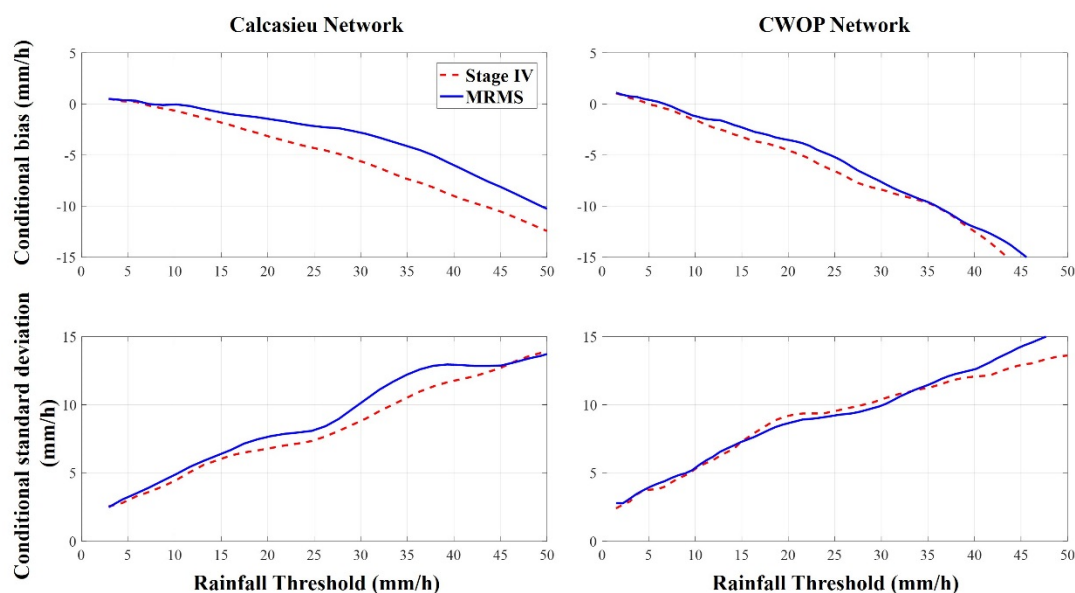 Calcasieu Network
CWOP Network
Conditional bias (mm/h)
5
0
-5
-10
-15
0 5 10 15 20 25 30 35 40 45 50
Stage IV
MRMS
5
0
-5
-10
-15
0 5 10 15 20 25 30 35 40 45 50
Conditional standard deviation
(mm/h)
15
10
5
0
0 5 10 15 20 25 30 35 40 45 50
Rainfall Threshold (mm/h)
15
10
5
0
0 5 10 15 20 25 30 35 40 45 50
Rainfall Threshold (mm/h)